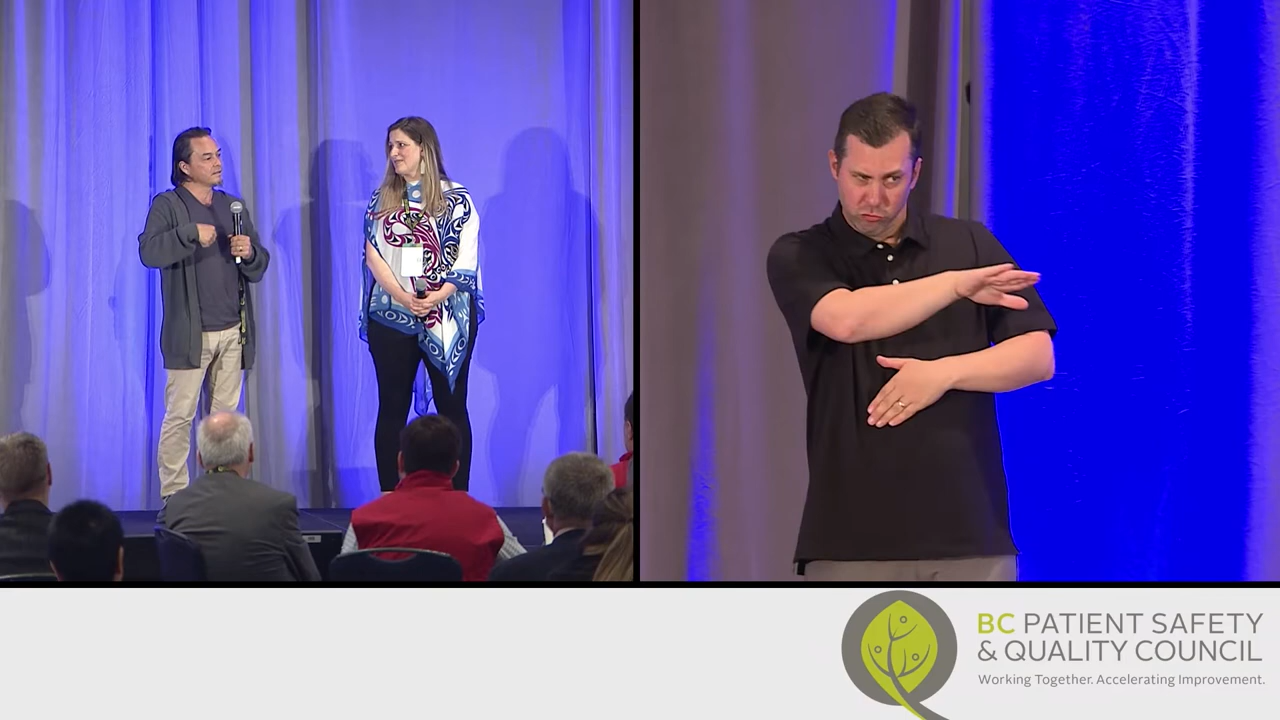 BC PATIENT SAFETY
& QUALITY COUNCIL
Working Together. Accelerating Improvement.